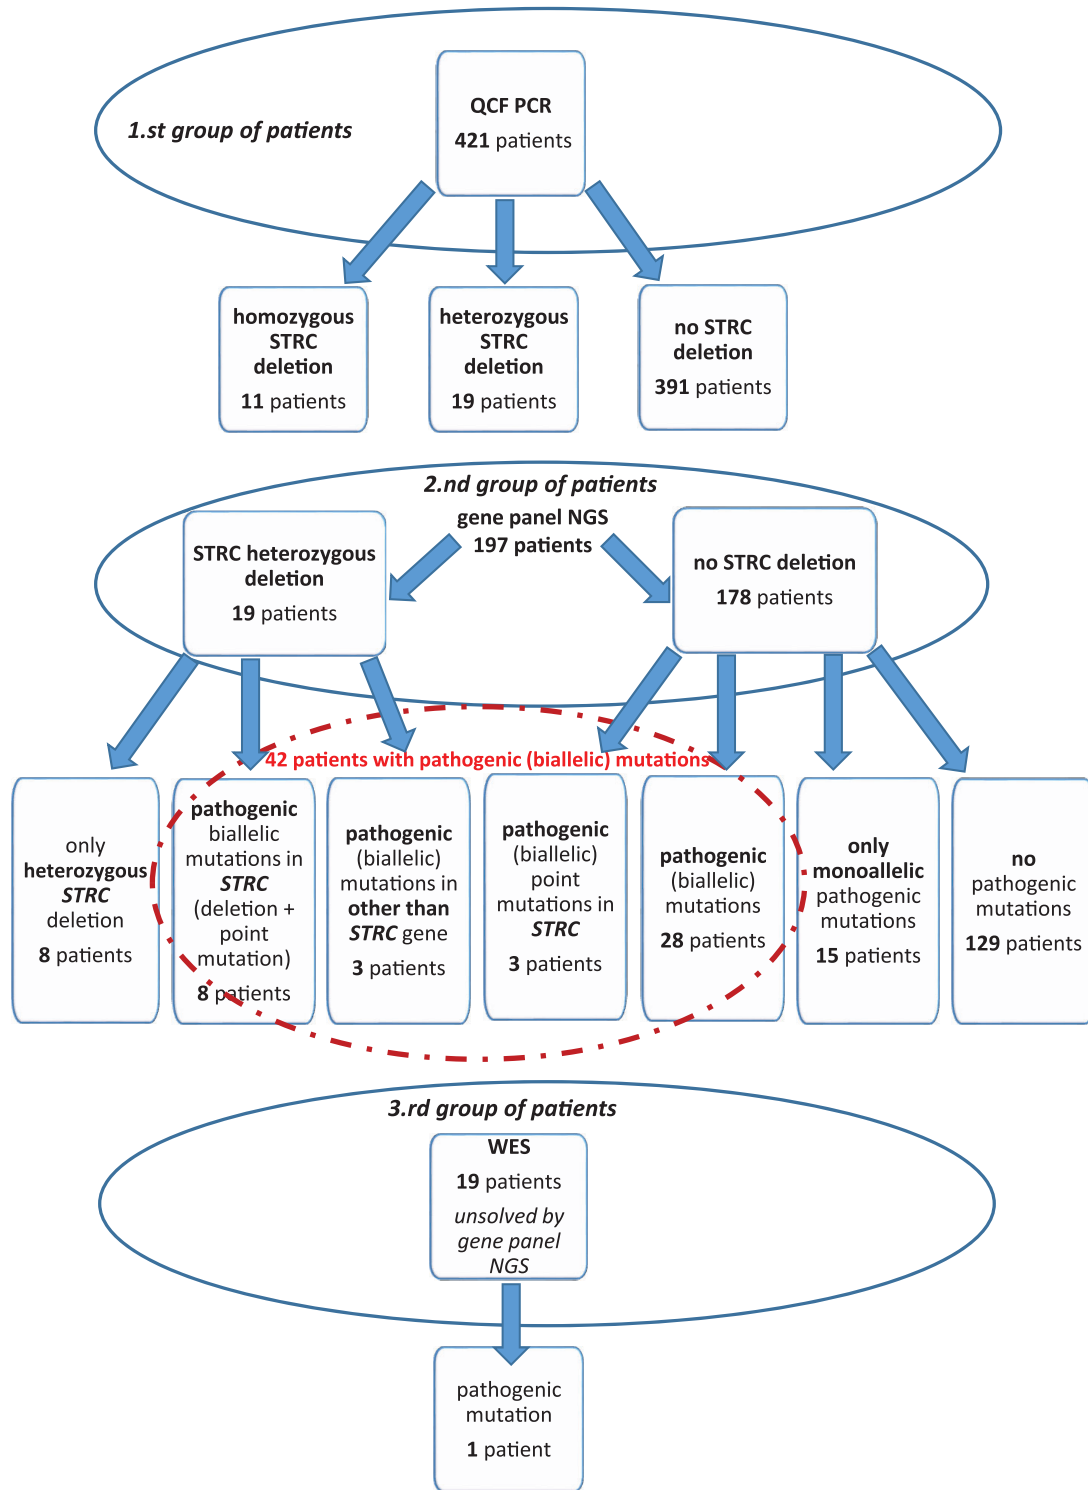 1.st group of patients
QCF PCR
421 patients
homozygous
STRC
deletion
11 patients
heterozygous
STRC
deletion
19 patients
no STRC
deletion
391 patients
2.nd group of patients
gene panel NGS
197 patients
STRC heterozygous
deletion
19 patients
no STRC deletion
178 patients
42 patients with pathogenic (biallelic) mutations
only
heterozygous
STRC
deletion
8 patients
pathogenic
biallelic
mutations in
STRC
(deletion +
point
mutation)
8 patients
pathogenic
(biallelic)
mutations in
other than
STRC gene
3 patients
pathogenic
(biallelic)
point
mutations in
STRC
3 patients
pathogenic
(biallelic)
mutations
28 patients
only
monoallelic
pathogenic
mutations
15 patients
no
pathogenic
mutations
129 patients
3.rd group of patients
WES
19 patients
unsolved by
gene panel
NGS
pathogenic
mutation
1 patient